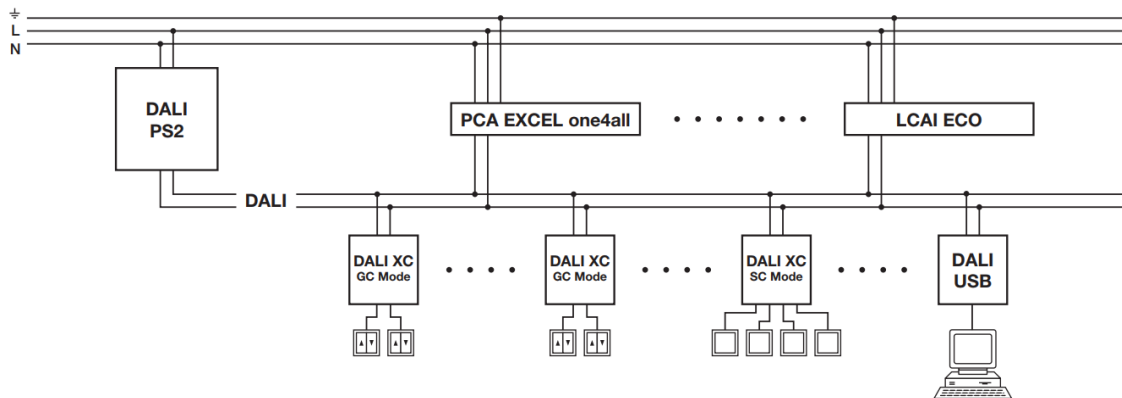 ⏚
L
N
DALI
PS2
PCA EXCEL one4all
LCAI ECO
DALI
DALI XC
GC Mode
DALI XC
GC Mode
DALI XC
SC Mode
DALI
USB